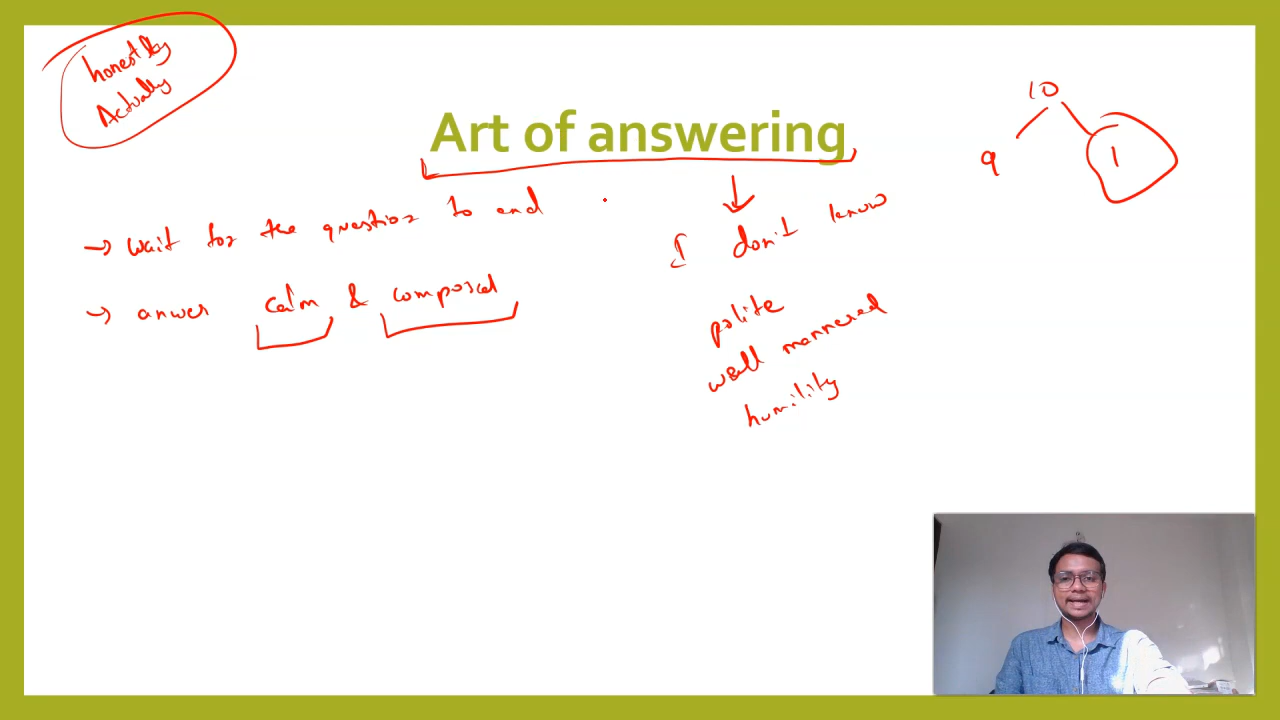 honestly
Actually
Art of answering
10
9 1
→ wait for the question to end
→ anwer calm & composed
I don't know
polite
well mannered
humility